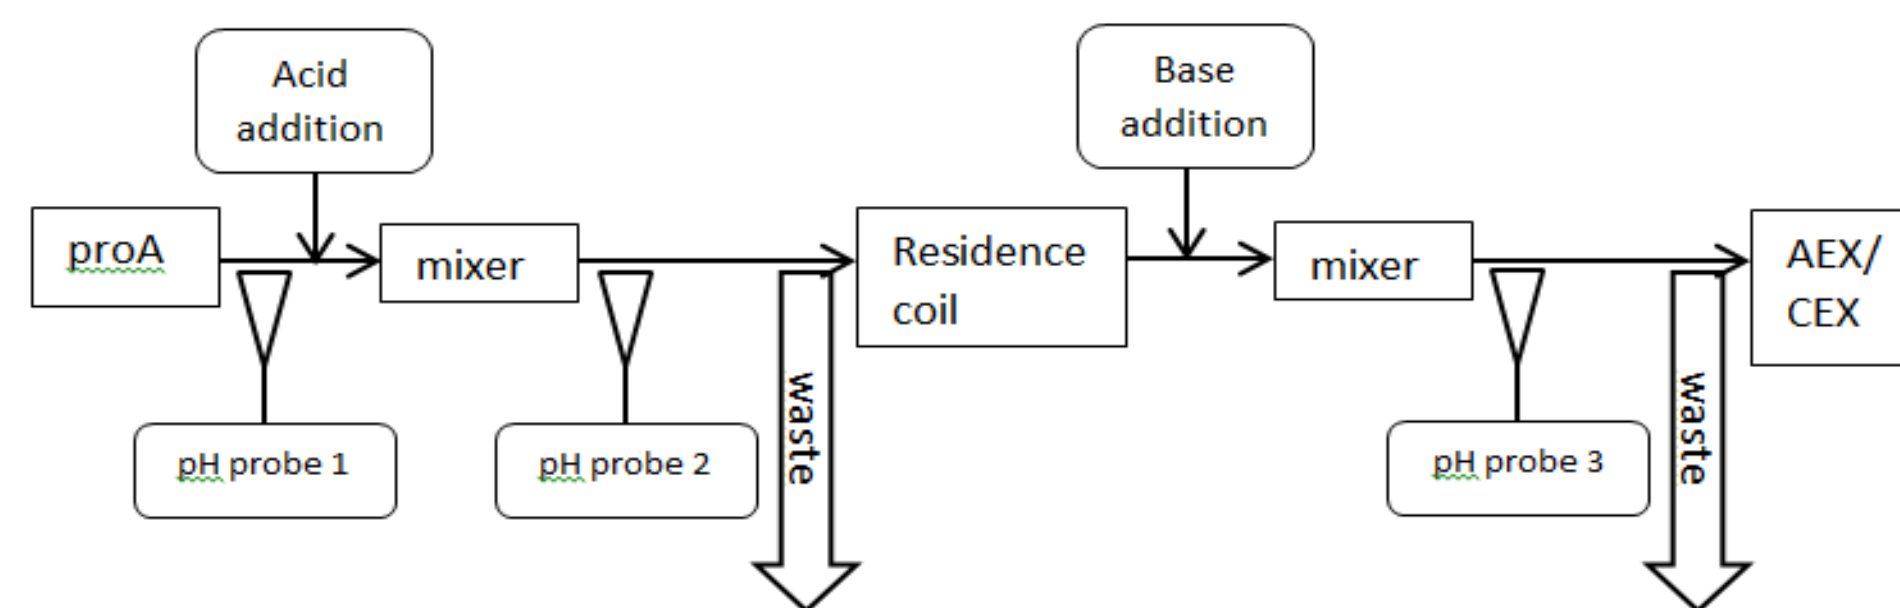 Acid
addition
Base
addition
proA
mixer
Residence
coil
mixer
AEX/
CEX
pH probe 1
pH probe 2
waste
pH probe 3
waste